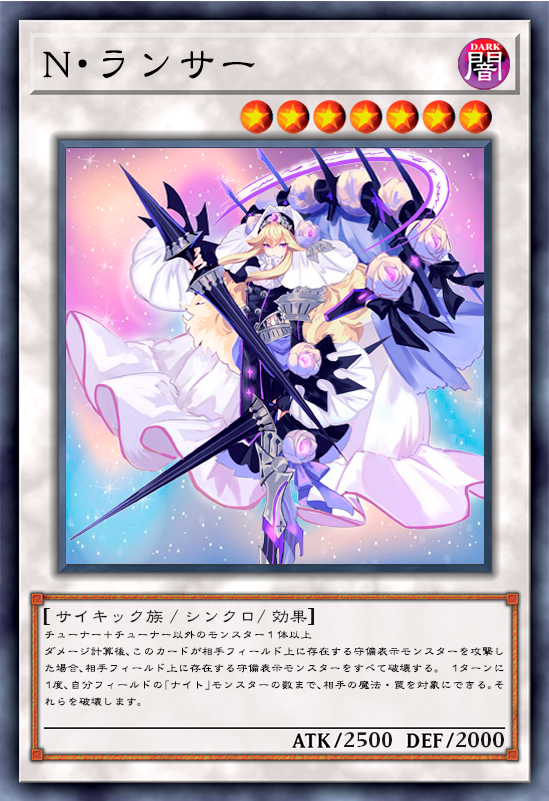 N・ランサー
DARK
闇
[サイキック族/シンクロ/効果]
チューナー+チューナー以外のモンスター1体以上
ダメージ計算後、このカードが相手フィールド上に存在する守備表示モンスターを攻撃し
た場合、相手フィールド上に存在する守備表示モンスターをすべて破壊する。 1ターンに
1度、自分フィールドの「ナイト」モンスターの数まで、相手の魔法・罠を対象にできる。そ
れらを破壊します。
ATK/2500 DEF/2000